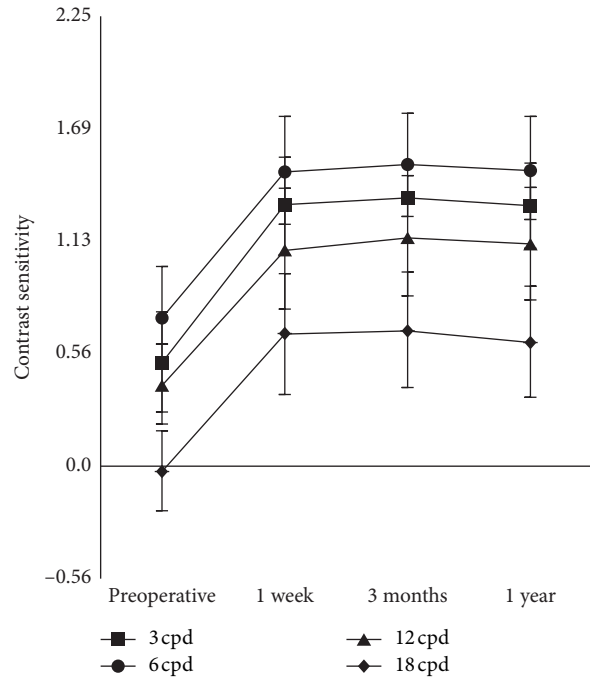 2.25
1.69
1.13
0.56
0.0
–0.56
Contrast sensitivity
Preoperative 1 week 3 months 1 year
3 cpd 12 cpd
6 cpd 18 cpd